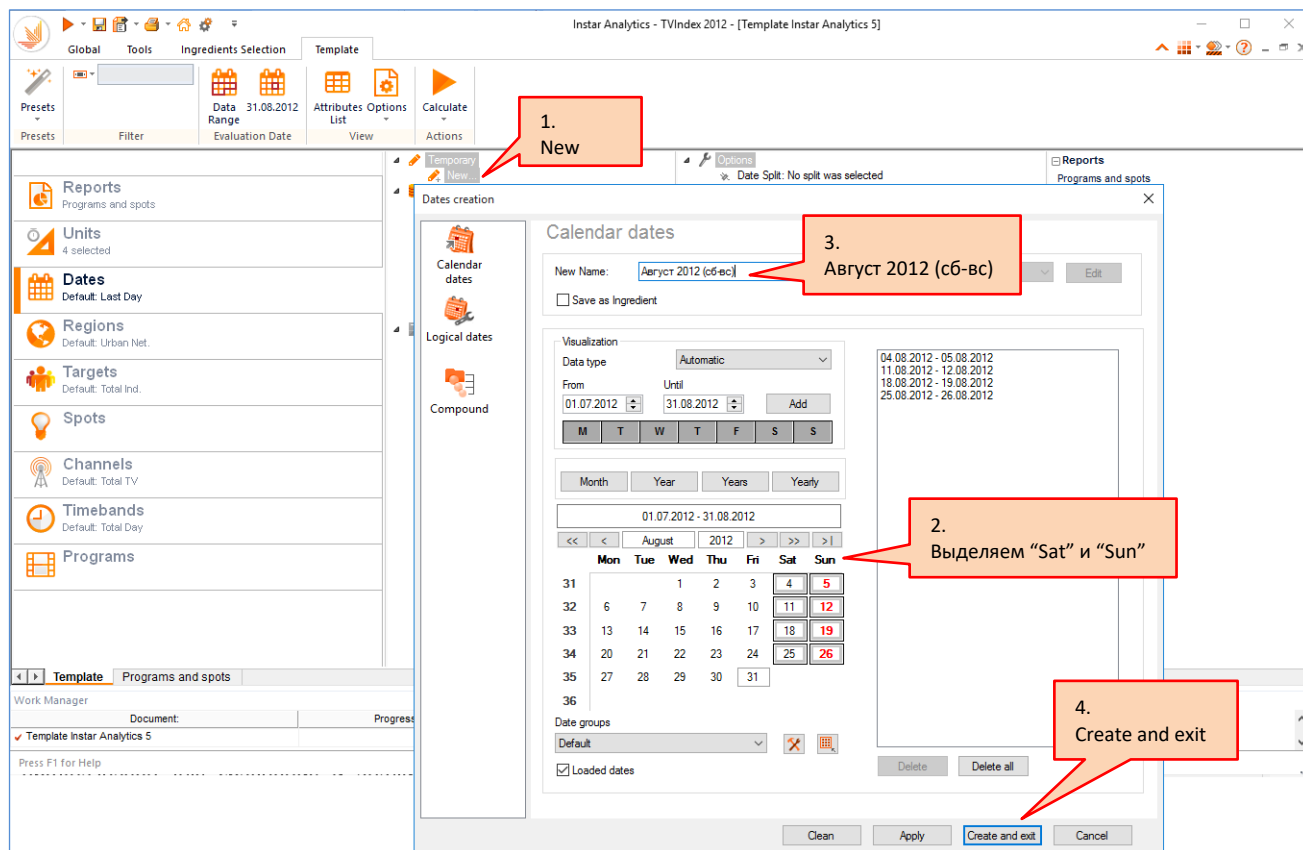 Instar Analytics - TVIndex 2012 - [Template Instar Analytics 5]
Global Tools Ingredients Selection Template
Presets
Data Range
31.08.2012
Attributes List
Options
Calculate
Presets Filter Evaluation Date View Actions
1.
New
Temporary
New...
Options
Date Split: No split was selected
Reports
Programs and spots
Reports
Programs and spots
Units
4 selected
Dates
Default: Last Day
Regions
Default: Urban Net.
Targets
Default: Total Ind.
Spots
Channels
Default: Total TV
Timebands
Default: Total Day
Programs
Dates creation
Calendar dates
Logical dates
Compound
Calendar dates
New Name: Август 2012 (сб-вс)
Edit
Save as Ingredient
3.
Август 2012 (сб-вс)
Visualization
Data type Automatic
From Until
01.07.2012 31.08.2012 Add
M T W T F S S
Month Year Years Yearly
01.07.2012 - 31.08.2012
<< < August 2012 > >> >|
Mon Tue Wed Thu Fri Sat Sun
31 1 2 3 4 5
32 6 7 8 9 10 11 12
33 13 14 15 16 17 18 19
34 20 21 22 23 24 25 26
35 27 28 29 30 31
36
Date groups
Default
Loaded dates
04.08.2012 - 05.08.2012
11.08.2012 - 12.08.2012
18.08.2012 - 19.08.2012
25.08.2012 - 26.08.2012
2.
Выделяем “Sat” и “Sun”
4.
Create and exit
Delete Delete all
Clean Apply Create and exit Cancel
Template Programs and spots
Work Manager
Document: Progress
Template Instar Analytics 5
Press F1 for Help